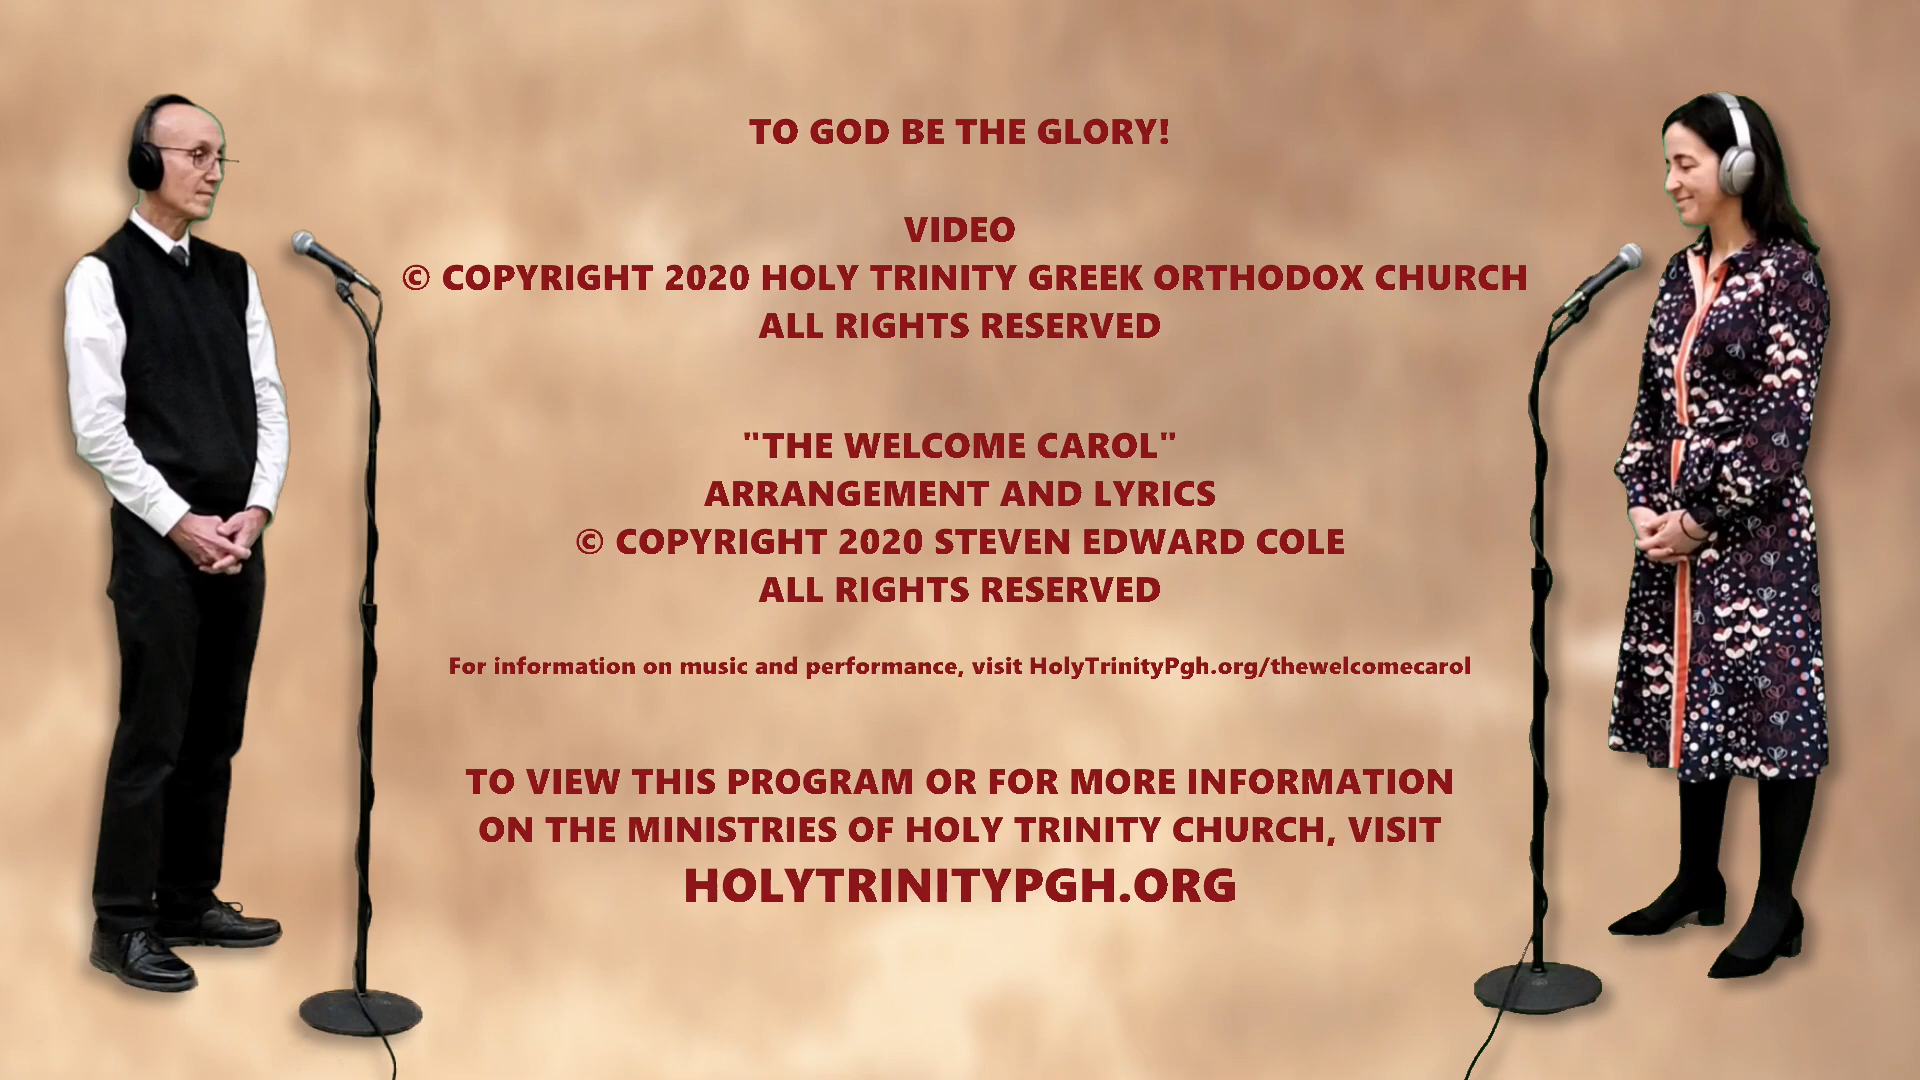 TO GOD BE THE GLORY!
VIDEO
© COPYRIGHT 2020 HOLY TRINITY GREEK ORTHODOX CHURCH
ALL RIGHTS RESERVED
"THE WELCOME CAROL"
ARRANGEMENT AND LYRICS
© COPYRIGHT 2020 STEVEN EDWARD COLE
ALL RIGHTS RESERVED
For information on music and performance, visit HolyTrinityPgh.org/thewelcomecarol
TO VIEW THIS PROGRAM OR FOR MORE INFORMATION
ON THE MINISTRIES OF HOLY TRINITY CHURCH, VISIT
HOLYTRINITYPGH.ORG